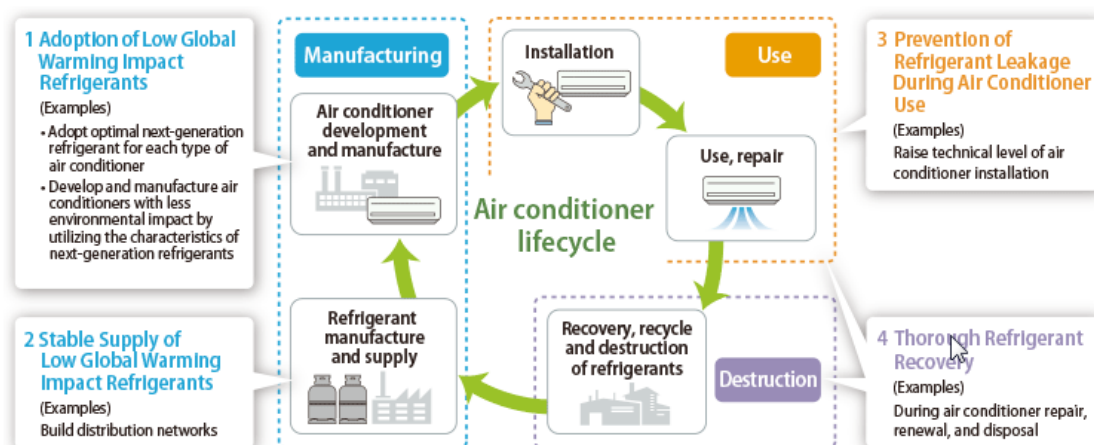 1 Adoption of Low Global
Warming Impact
Refrigerants
(Examples)
• Adopt optimal next-generation
refrigerant for each type of
air conditioner
• Develop and manufacture air
conditioners with less
environmental impact by
utilizing the characteristics of
next-generation refrigerants
2 Stable Supply of
Low Global Warming
Impact Refrigerants
(Examples)
Build distribution networks
Manufacturing
Air conditioner
development
and manufacture
Refrigerant
manufacture
and supply
Installation
Use
Use, repair
Air conditioner
lifecycle
Recovery, recycle
and destruction
of refrigerants
Destruction
3 Prevention of
Refrigerant Leakage
During Air Conditioner
Use
(Examples)
Raise technical level of air
conditioner installation
4 Thorough Refrigerant
Recovery
(Examples)
During air conditioner repair,
renewal, and disposal